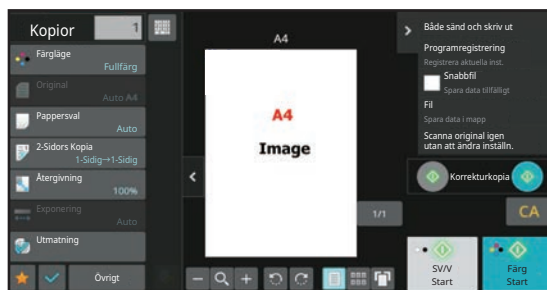 Kopior
1
Färgläge
Fullfärg
Original
Auto A4
Pappersval
Auto
2-Sidors Kopia
1-Sidig→1-Sidig
Återgivning
100%
Exponering
Auto
Utmatning
Övrigt
A4
A4
Image
1/1
Både sänd och skriv ut
Programregistrering
Registrera aktuella inst.
Snabbfil
Spara data tillfälligt
Fil
Spara data i mapp
Scanna original igen
utan att ändra inställn.
Korrekturkopia
CA
SV/V
Start
Färg
Start